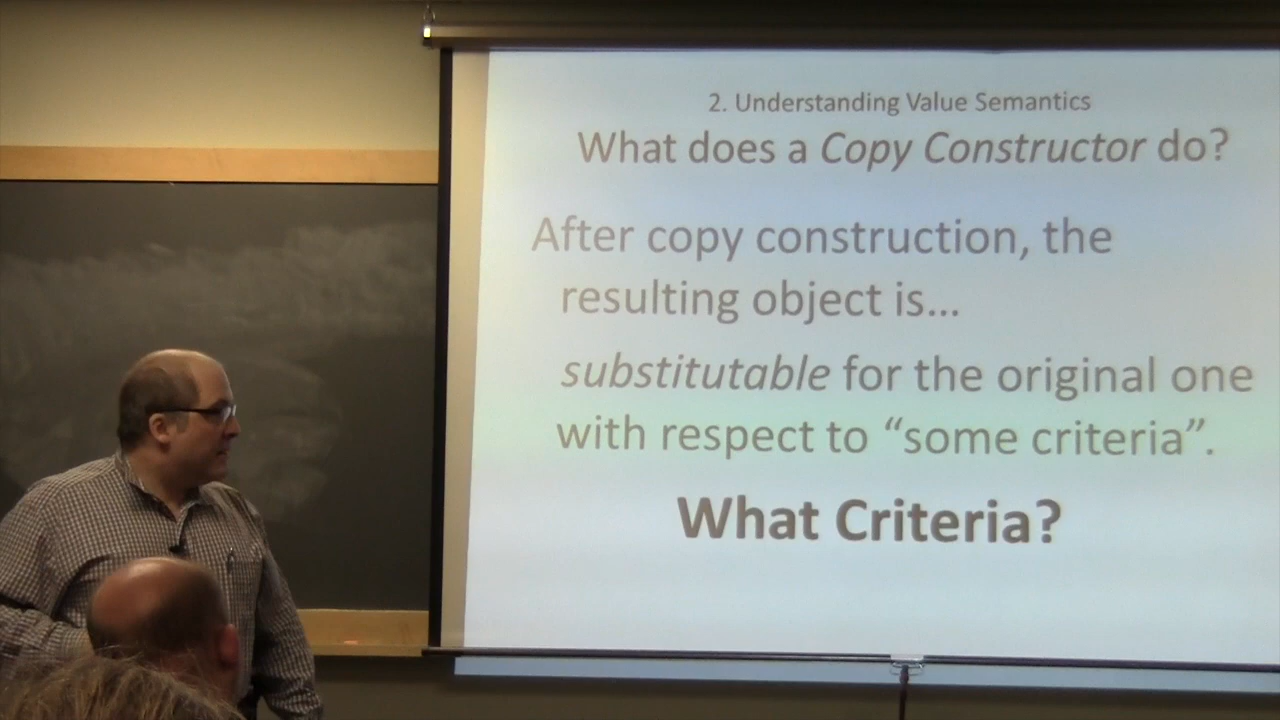 2. Understanding Value Semantics
What does a Copy Constructor do?
After copy construction, the
resulting object is…
substitutable for the original one
with respect to “some criteria”.
What Criteria?